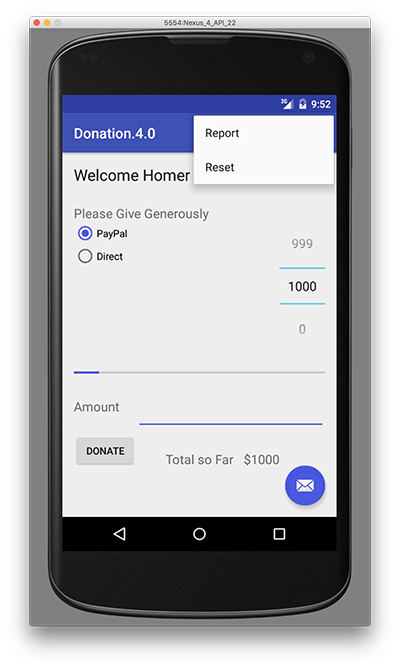 5554:Nexus_4_API_22
3G 9:52
Donation.4.0
Report
Reset
Welcome Homer
Please Give Generously
PayPal
Direct
999
1000
0
Amount
DONATE
Total so Far $1000